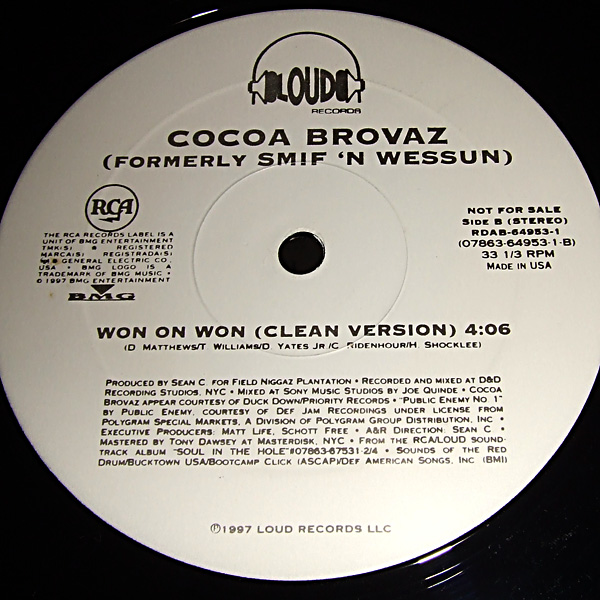 LOUD
RECORDS
COCOA BROVAZ
(FORMERLY SMIF 'N WESSUN)
RCA
THE RCA RECORDS LABEL IS A
UNIT OF BMG ENTERTAINMENT
TMK(S) ® REGISTERED
MARCA(S) REGISTRADA(S)
GENERAL ELECTRIC CO.,
USA • BMG LOGO IS A
TRADEMARK OF BMG MUSIC •
© 1997 BMG ENTERTAINMENT
BMG
NOT FOR SALE
SIDE B (STEREO)
RDAB-64953-1
(07863-64953-1-B)
33 1/3 RPM
MADE IN USA
WON ON WON (CLEAN VERSION) 4:06
(D. MATTHEWS/T. WILLIAMS/D. YATES JR./C. RIDENHOUR/H. SHOCKLEE)
PRODUCED BY SEAN C. FOR FIELD NIGGAZ PLANTATION • RECORDED AND MIXED AT D&D
RECORDING STUDIOS, NYC • MIXED AT SONY MUSIC STUDIOS BY JOE QUINDE • COCOA
BROVAZ APPEAR COURTESY OF DUCK DOWN/PRIORITY RECORDS • "PUBLIC ENEMY NO. 1"
BY PUBLIC ENEMY, COURTESY OF DEF JAM RECORDINGS UNDER LICENSE FROM
POLYGRAM SPECIAL MARKETS, A DIVISION OF POLYGRAM GROUP DISTRIBUTION, INC. •
EXECUTIVE PRODUCERS: MATT LIFE, SCHOTT FREE • A&R DIRECTION: SEAN C. •
MASTERED BY TONY DAWSEY AT MASTERDISK, NYC • FROM THE RCA/LOUD SOUND-
TRACK ALBUM "SOUL IN THE HOLE"#07863-67531-2/4 • SOUNDS OF THE RED
DRUM/BUCKTOWN USA/BOOTCAMP CLICK (ASCAP)/DEF AMERICAN SONGS, INC. (BMI)
℗1997 LOUD RECORDS LLC